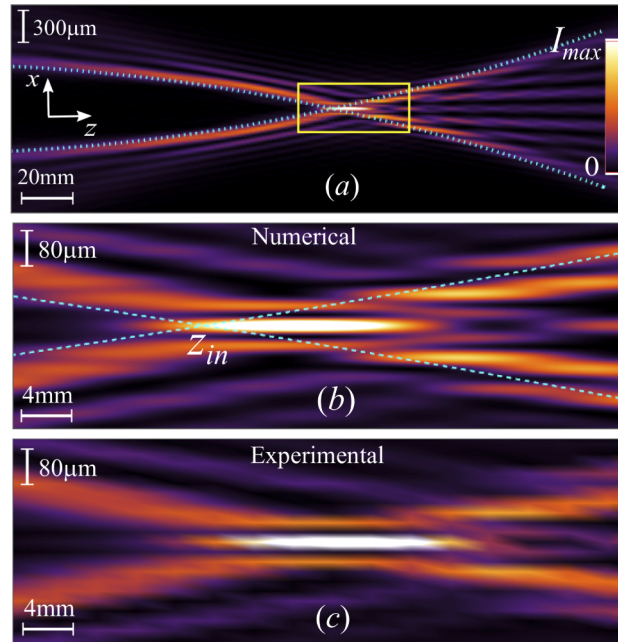 300μm
I_max
x
z
0
20mm
(a)
80μm
Numerical
z_in
4mm
(b)
80μm
Experimental
4mm
(c)